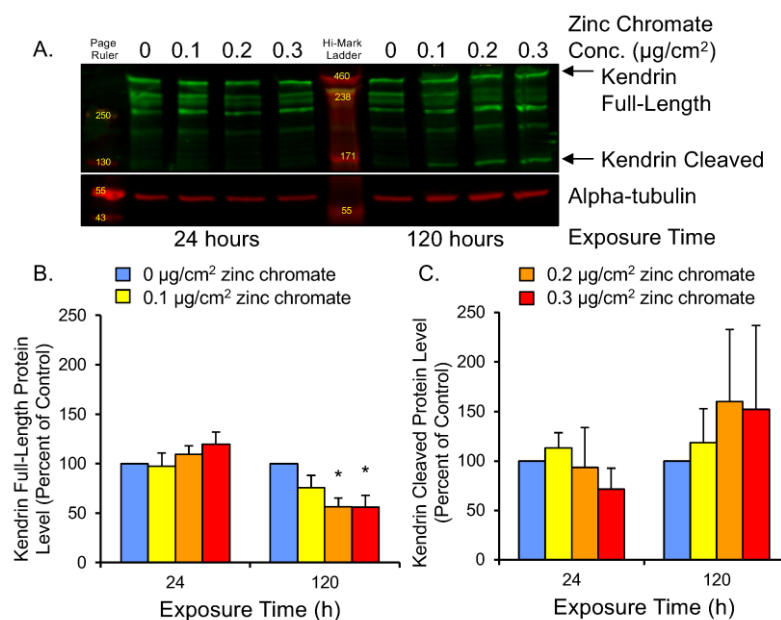 A.
Page Ruler
0 0.1 0.2 0.3
Hi-Mark Ladder
0 0.1 0.2 0.3
Zinc Chromate
Conc. (µg/cm²)
460
238
250
171
130
Kendrin
Full-Length
Kendrin Cleaved
55
43
55
Alpha-tubulin
24 hours
120 hours
Exposure Time
B.
0 µg/cm² zinc chromate
0.1 µg/cm² zinc chromate
Kendrin Full-Length Protein
Level (Percent of Control)
250
200
150
100
50
0
24 120
Exposure Time (h)
*
*
C.
0.2 µg/cm² zinc chromate
0.3 µg/cm² zinc chromate
Kendrin Cleaved Protein Level
(Percent of Control)
250
200
150
100
50
0
24 120
Exposure Time (h)